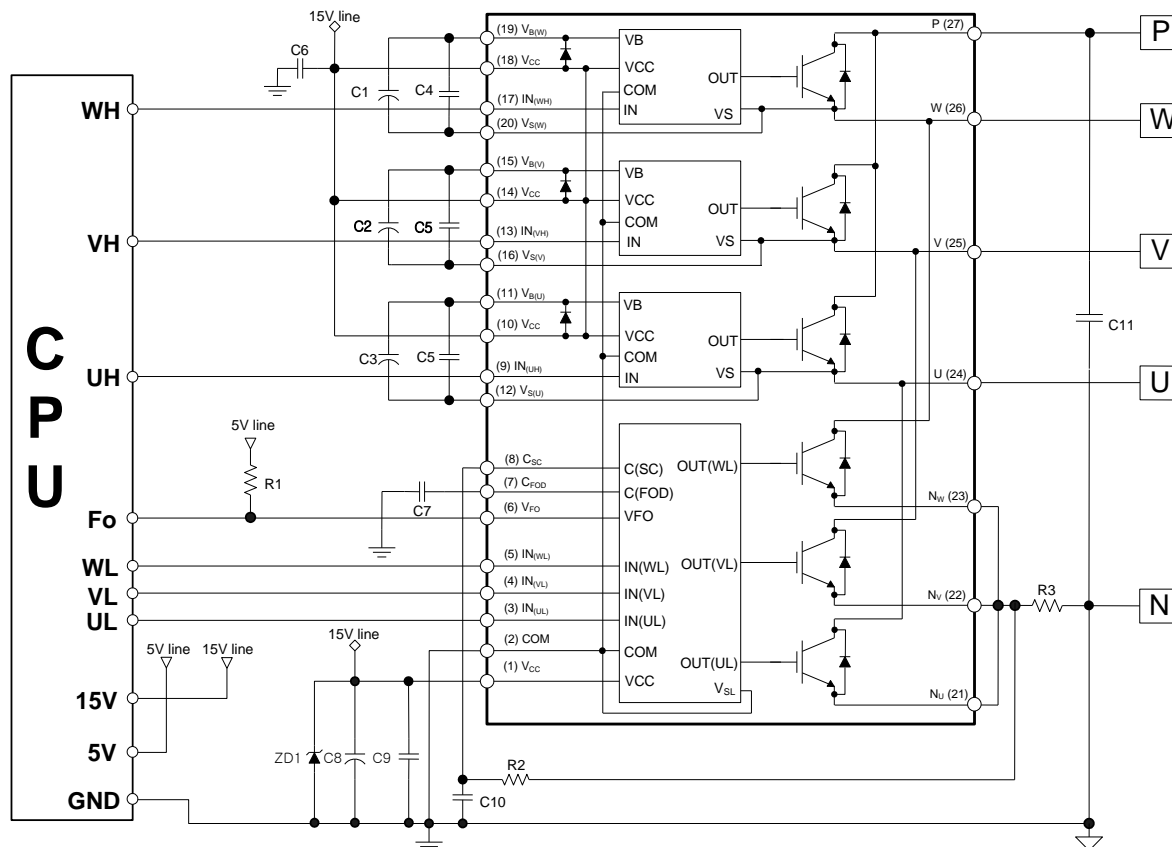 15V line
C6
C1
C4
(19) VB(W)
(18) VCC
(17) IN(WH)
(20) VS(W)
VB
VCC
COM
IN
OUT
VS
P (27)
P
WH
W (26)
W
(15) VB(V)
(14) VCC
(13) IN(VH)
(16) VS(V)
C2
C5
VB
VCC
COM
IN
OUT
VS
VH
V (25)
V
(11) VB(U)
(10) VCC
(9) IN(UH)
(12) VS(U)
C3
C5
VB
VCC
COM
IN
OUT
VS
C11
UH
U (24)
U
CPU
5V line
R1
(8) CSC
(7) CFOD
(6) VFO
C7
C(SC)
C(FOD)
VFO
OUT(WL)
NW (23)
Fo
WL
VL
UL
(5) IN(WL)
(4) IN(VL)
(3) IN(UL)
(2) COM
(1) VCC
IN(WL)
IN(VL)
IN(UL)
COM
VCC
OUT(VL)
OUT(UL)
VSL
NV (22)
R3
N
NU (21)
5V line
15V line
15V line
15V
5V
GND
ZD1
C8
C9
R2
C10